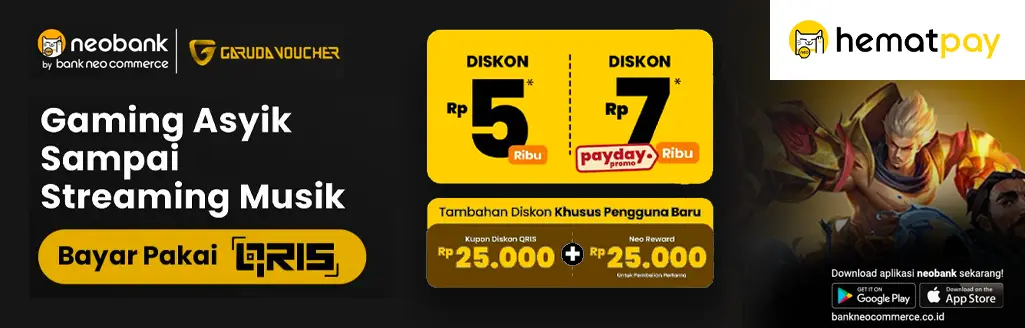 neobank
by bank neo commerce
GARUDAVOUCHER
Gaming Asyik
Sampai
Streaming Musik
Bayar Pakai QRIS
DISKON
Rp 5*
Ribu
DISKON
Rp 7*
payday
promo
Ribu
Tambahan Diskon Khusus Pengguna Baru
Kupon Diskon QRIS
Rp 25.000
+
Neo Reward
Rp 25.000
Untuk Pembelian Pertama
hematpay
Download aplikasi neobank sekarang!
GET IT ON
Google Play
Download on the
App Store
bankneocommerce.co.id